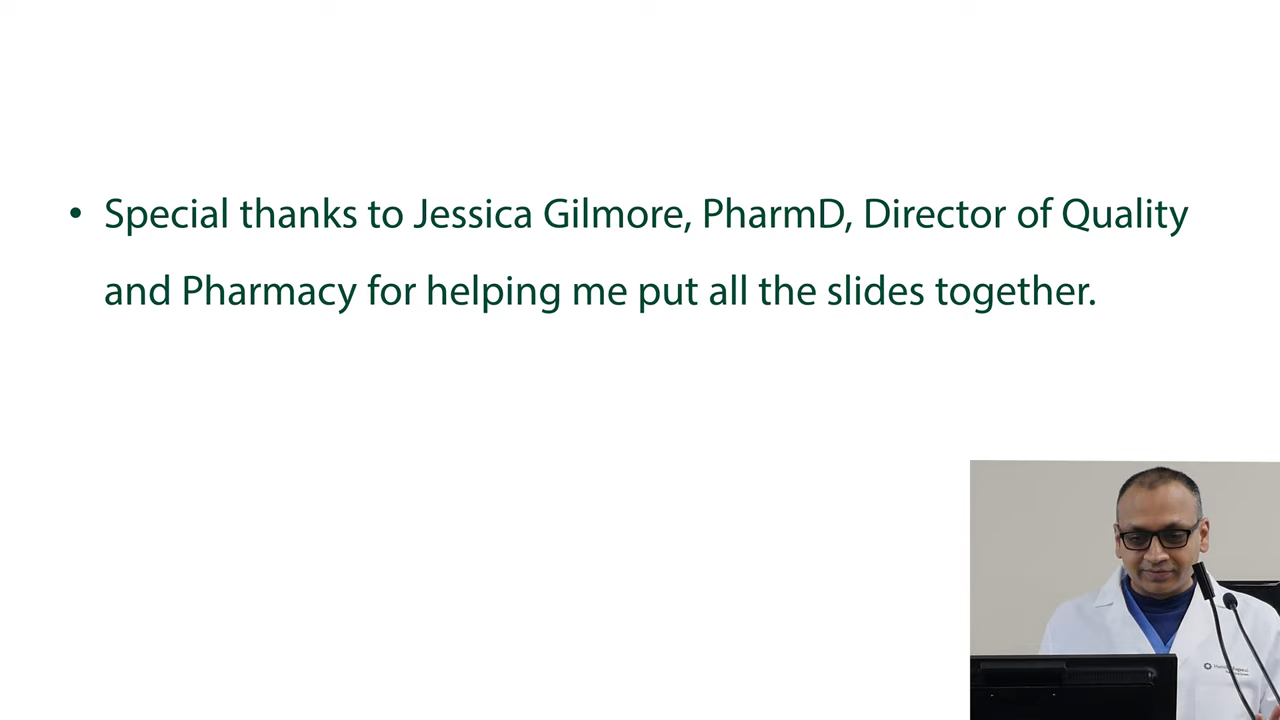 • Special thanks to Jessica Gilmore, PharmD, Director of Quality
and Pharmacy for helping me put all the slides together.